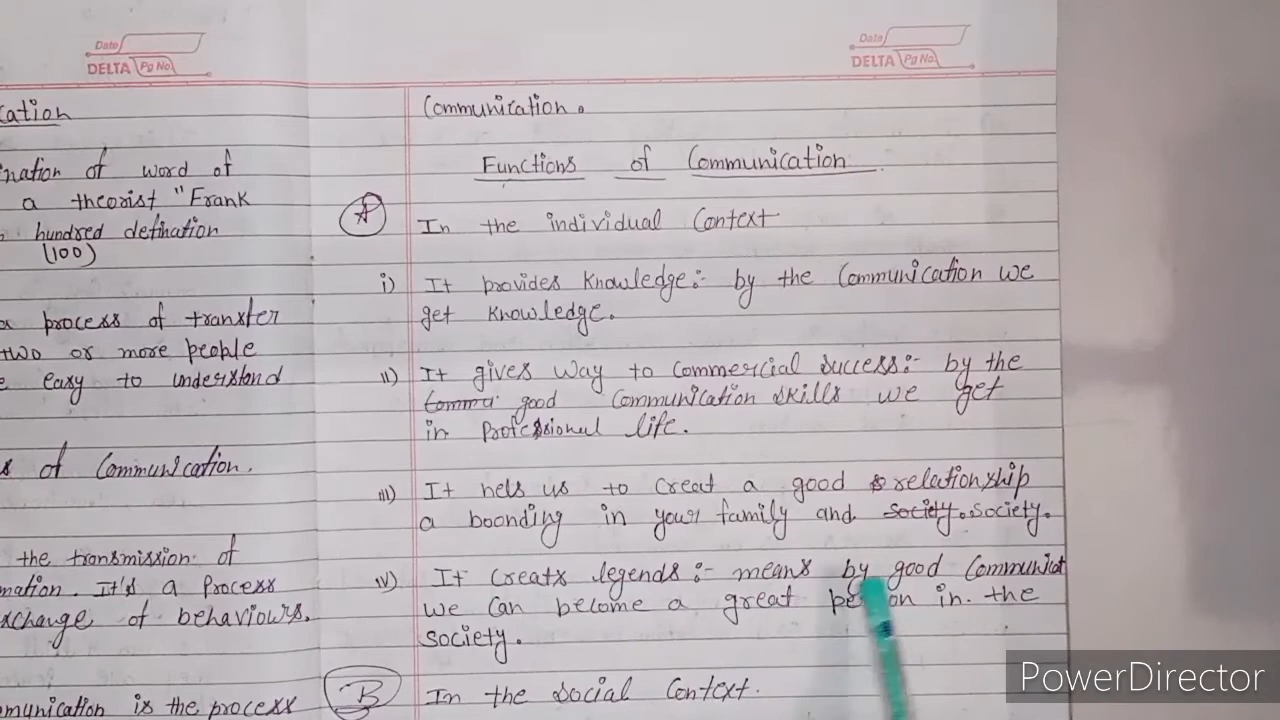 Date
DELTA Pg No.
cation
nation of word of
a theorist "Frank
hundred defination
(100)
process of tranxfer
two or more people
easy to understand
of Communication.
the transmission of
mation. It's a Process
xchange of behaviours.
munication is the process
Date
DELTA Pg No.
Communication.
Functions of Communication.
A
In the individual Context
i) It provides Knowledge:- by the Communication we
get Knowledge.
ii) It gives way to commercial success:- by the
good Communication skills we get
in Professional life.
iii) It hels us to creat a good relationship
a boonding in your family and society. society.
iv) It creats legends:- means by good Communicat
we can become a great in the
society.
B In the social context.
PowerDirector